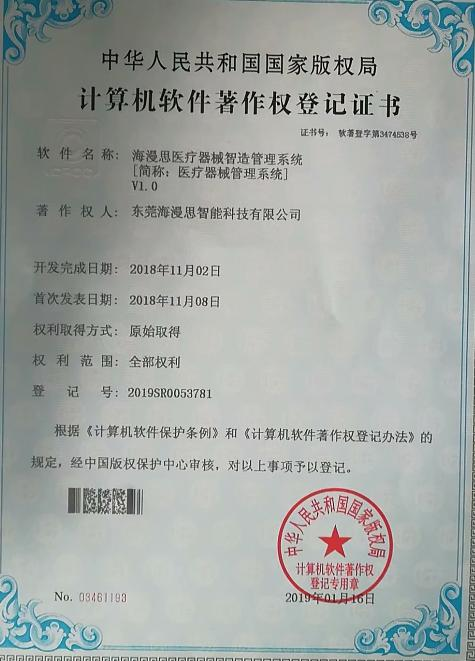 中华人民共和国国家版权局
计算机软件著作权登记证书
证书号： 软著登字第3474538号
软件名称： 海漫思医疗器械智造管理系统
[简称：医疗器械管理系统]
V1.0
著作权人： 东莞海漫思智能科技有限公司
开发完成日期： 2018年11月02日
首次发表日期： 2018年11月08日
权利取得方式： 原始取得
权利范围： 全部权利
登记号： 2019SR0053781
根据《计算机软件保护条例》和《计算机软件著作权登记办法》的
规定，经中国版权保护中心审核，对以上事项予以登记。
中华人民共和国国家版权局
计算机软件著作权
登记专用章
No. 03461193
2019年01月16日